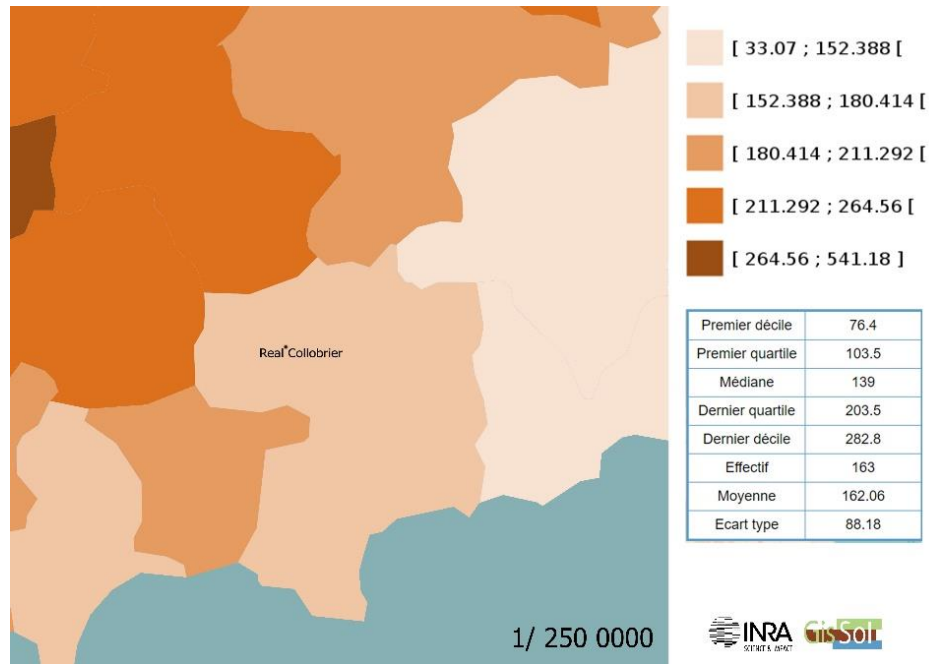 [ 33.07 ; 152.388 [
[ 152.388 ; 180.414 [
[ 180.414 ; 211.292 [
[ 211.292 ; 264.56 [
[ 264.56 ; 541.18 ]
Real*Collobrier
Premier décile 76.4
Premier quartile 103.5
Médiane 139
Dernier quartile 203.5
Dernier décile 282.8
Effectif 163
Moyenne 162.06
Ecart type 88.18
1/ 250 0000
INRA
SCIENCE & IMPACT
GisSol